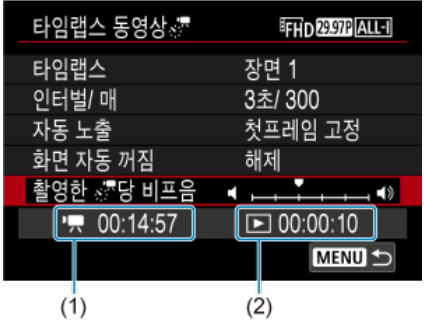 타임랩스 동영상 FHD 29.97P ALL-I
타임랩스 장면 1
인터벌/ 매 3초/ 300
자동 노출 첫프레임 고정
화면 자동 꺼짐 해제
촬영한 당 비프음
00:14:57 00:00:10
MENU
(1) (2)